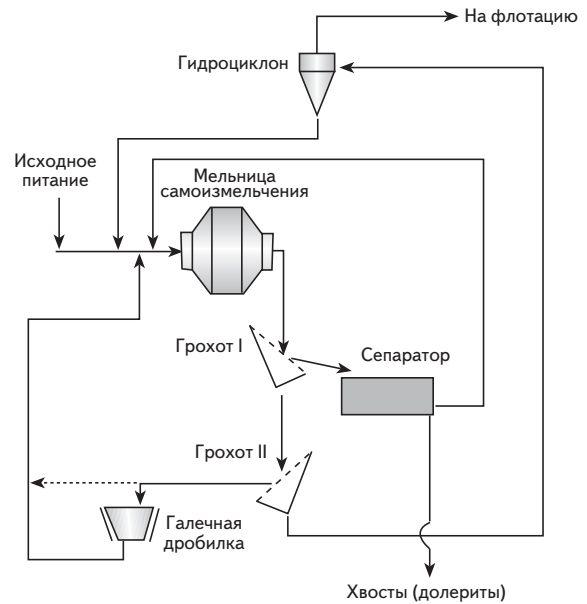 На флотацию
Гидроциклон
Исходное
питание
Мельница
самоизмельчения
Грохот I
Сепаратор
Грохот II
Галечная
дробилка
Хвосты (долериты)